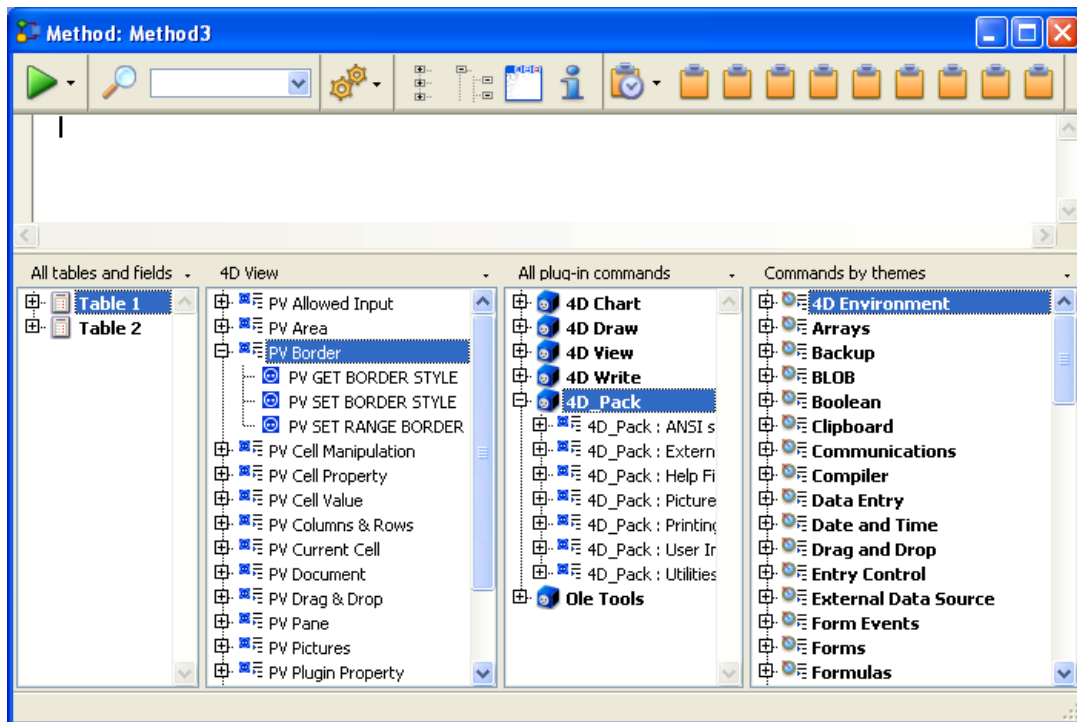 Method: Method3
All tables and fields
Table 1
Table 2
4D View
PV Allowed Input
PV Area
PV Border
PV GET BORDER STYLE
PV SET BORDER STYLE
PV SET RANGE BORDER
PV Cell Manipulation
PV Cell Property
PV Cell Value
PV Columns & Rows
PV Current Cell
PV Document
PV Drag & Drop
PV Pane
PV Pictures
PV Plugin Property
All plug-in commands
4D Chart
4D Draw
4D View
4D Write
4D_Pack
4D_Pack : ANSI s
4D_Pack : Extern
4D_Pack : Help Fi
4D_Pack : Picture
4D_Pack : Printing
4D_Pack : User In
4D_Pack : Utilities
Ole Tools
Commands by themes
4D Environment
Arrays
Backup
BLOB
Boolean
Clipboard
Communications
Compiler
Data Entry
Date and Time
Drag and Drop
Entry Control
External Data Source
Form Events
Forms
Formulas